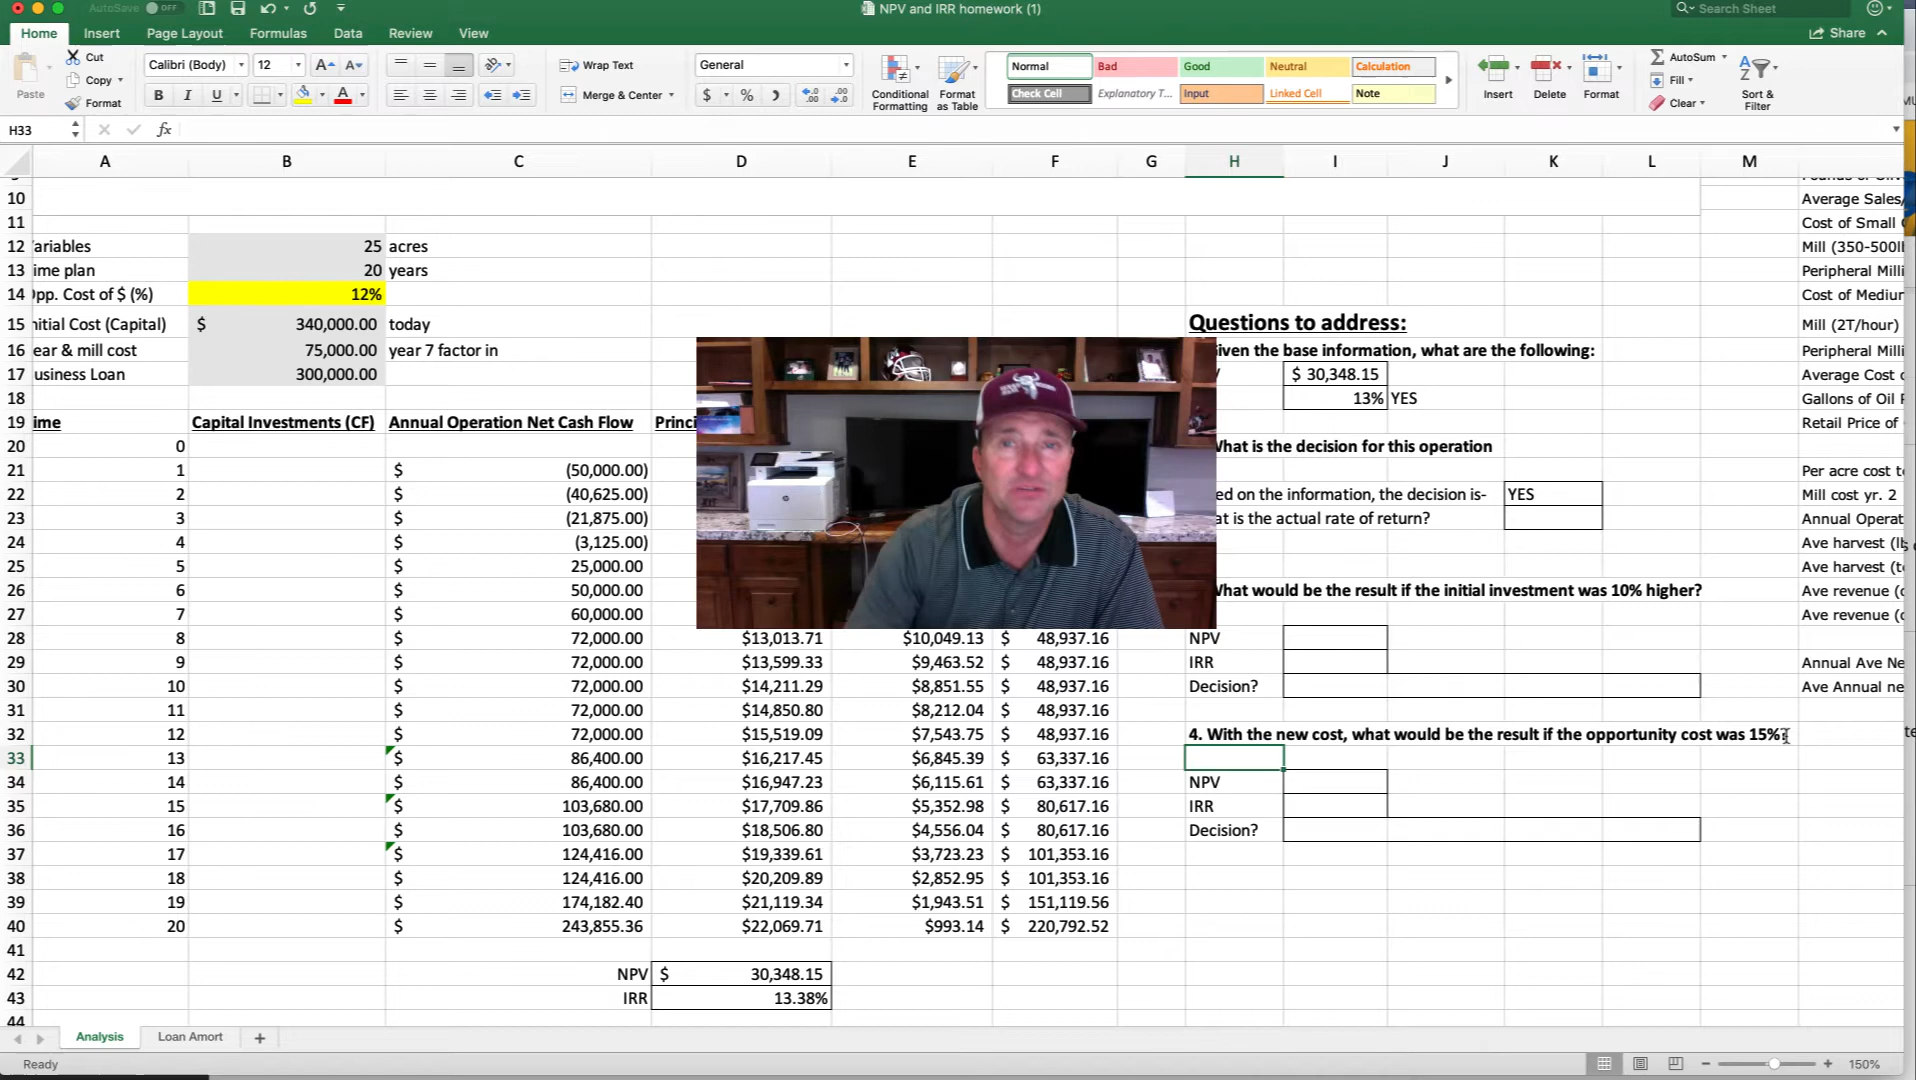 AutoSave OFF
NPV and IRR homework (1)
Search Sheet
Home Insert Page Layout Formulas Data Review View
Share
Paste
Cut
Copy
Format
Calibri (Body) 12
B I U
Wrap Text
Merge & Center
General
$ %
Conditional Formatting
Format as Table
Normal Bad Good Neutral Calculation
Check Cell Explanatory T... Input Linked Cell Note
Insert Delete Format
AutoSum
Fill
Clear
Sort & Filter
H33 fx
A B C D E F G H I J K L M
10 Average Sales/
11 Cost of Small
12 ariables 25 acres Mill (350-500l
13 ime plan 20 years Peripheral Milli
14 pp. Cost of $ (%) 12% Cost of Mediur
15 nitial Cost (Capital) $ 340,000.00 today Questions to address: Mill (2T/hour)
16 ear & mill cost 75,000.00 year 7 factor in iven the base information, what are the following: Peripheral Milli
17 usiness Loan 300,000.00 $ 30,348.15 Average Cost
18 13% YES Gallons of Oil
19 ime Capital Investments (CF) Annual Operation Net Cash Flow Princi Retail Price of
20 0 hat is the decision for this operation
21 1 $ (50,000.00) Per acre cost t
22 2 $ (40,625.00) ed on the information, the decision is- YES Mill cost yr. 2
23 3 $ (21,875.00) at is the actual rate of return? Annual Operat
24 4 $ (3,125.00) Ave harvest (l
25 5 $ 25,000.00 Ave harvest (t
26 6 $ 50,000.00 hat would be the result if the initial investment was 10% higher? Ave revenue (
27 7 $ 60,000.00 Ave revenue (
28 8 $ 72,000.00 $13,013.71 $10,049.13 $ 48,937.16 NPV
29 9 $ 72,000.00 $13,599.33 $9,463.52 $ 48,937.16 IRR Annual Ave Ne
30 10 $ 72,000.00 $14,211.29 $8,851.55 $ 48,937.16 Decision? Ave Annual ne
31 11 $ 72,000.00 $14,850.80 $8,212.04 $ 48,937.16
32 12 $ 72,000.00 $15,519.09 $7,543.75 $ 48,937.16 4. With the new cost, what would be the result if the opportunity cost was 15%
33 13 $ 86,400.00 $16,217.45 $6,845.39 $ 63,337.16
34 14 $ 86,400.00 $16,947.23 $6,115.61 $ 63,337.16 NPV
35 15 $ 103,680.00 $17,709.86 $5,352.98 $ 80,617.16 IRR
36 16 $ 103,680.00 $18,506.80 $4,556.04 $ 80,617.16 Decision?
37 17 $ 124,416.00 $19,339.61 $3,723.23 $ 101,353.16
38 18 $ 124,416.00 $20,209.89 $2,852.95 $ 101,353.16
39 19 $ 174,182.40 $21,119.34 $1,943.51 $ 151,119.56
40 20 $ 243,855.36 $22,069.71 $993.14 $ 220,792.52
41
42 NPV $ 30,348.15
43 IRR 13.38%
44
Analysis Loan Amort +
Ready 150%